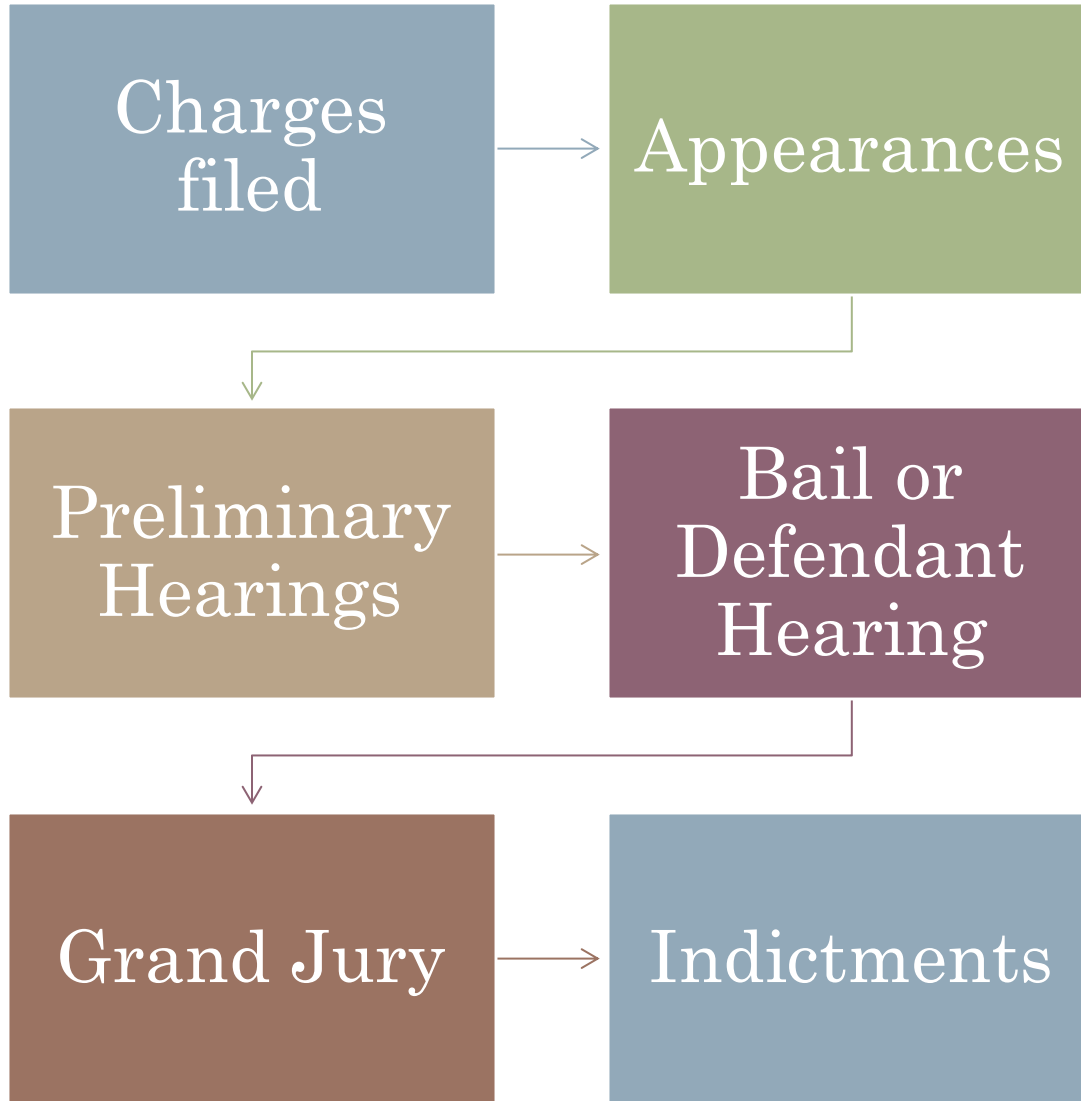 Charges
filed
Appearances
Preliminary
Hearings
Bail or
Defendant
Hearing
Grand Jury
Indictments